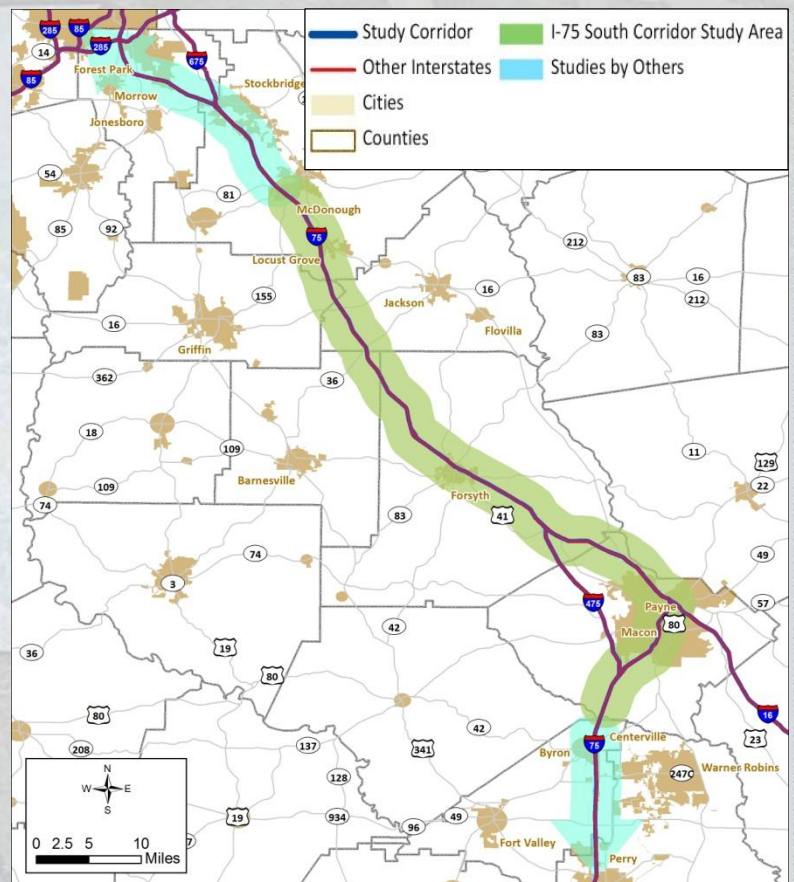 Study Corridor
Other Interstates
Cities
Counties
I-75 South Corridor Study Area
Studies by Others
285
85
285
14
675
85
Forest Park
Morrow
Jonesboro
Stockbridge
54
81
McDonough
75
85
92
Locust Grove
155
212
83
16
212
Jackson
16
Flovilla
83
16
Griffin
362
36
18
109
11
129
22
109
Barnesville
74
Forsyth
41
83
49
74
3
475
Payne
57
80
42
Macon
36
19
80
16
23
80
42
Centerville
75
Byron
208
137
341
Warner Robins
247C
128
19
934
96
49
Fort Valley
Perry
N
W
E
S
0 2.5 5 10
Miles